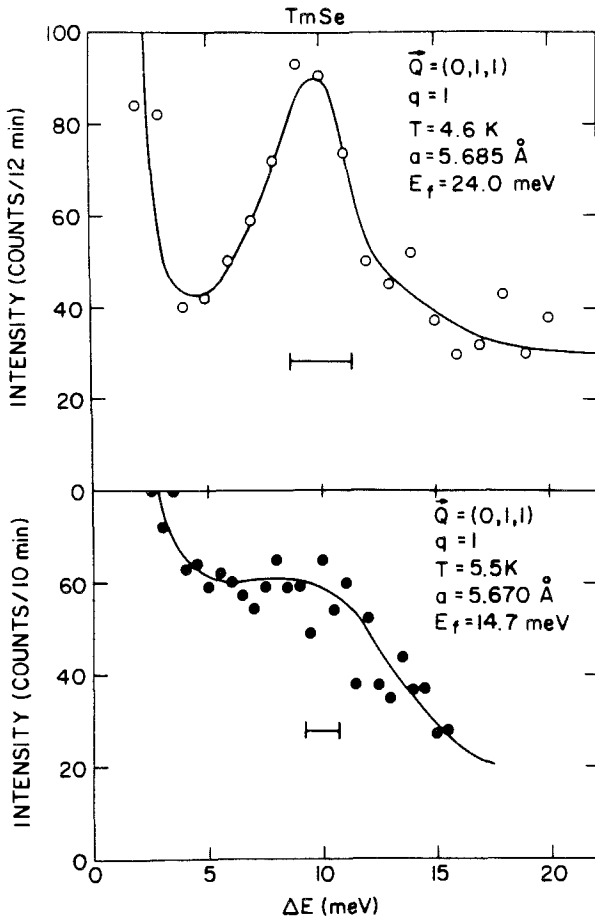 TmSe
100
80
60
40
20
0
INTENSITY (COUNTS/12 min)
Q⃗ = (0,1,1)
q = 1
T = 4.6 K
a = 5.685 Å
E_f = 24.0 meV
60
40
20
0
INTENSITY (COUNTS/10 min)
Q⃗ = (0,1,1)
q = 1
T = 5.5K
a = 5.670 Å
E_f = 14.7 meV
0 5 10 15 20
ΔE (meV)